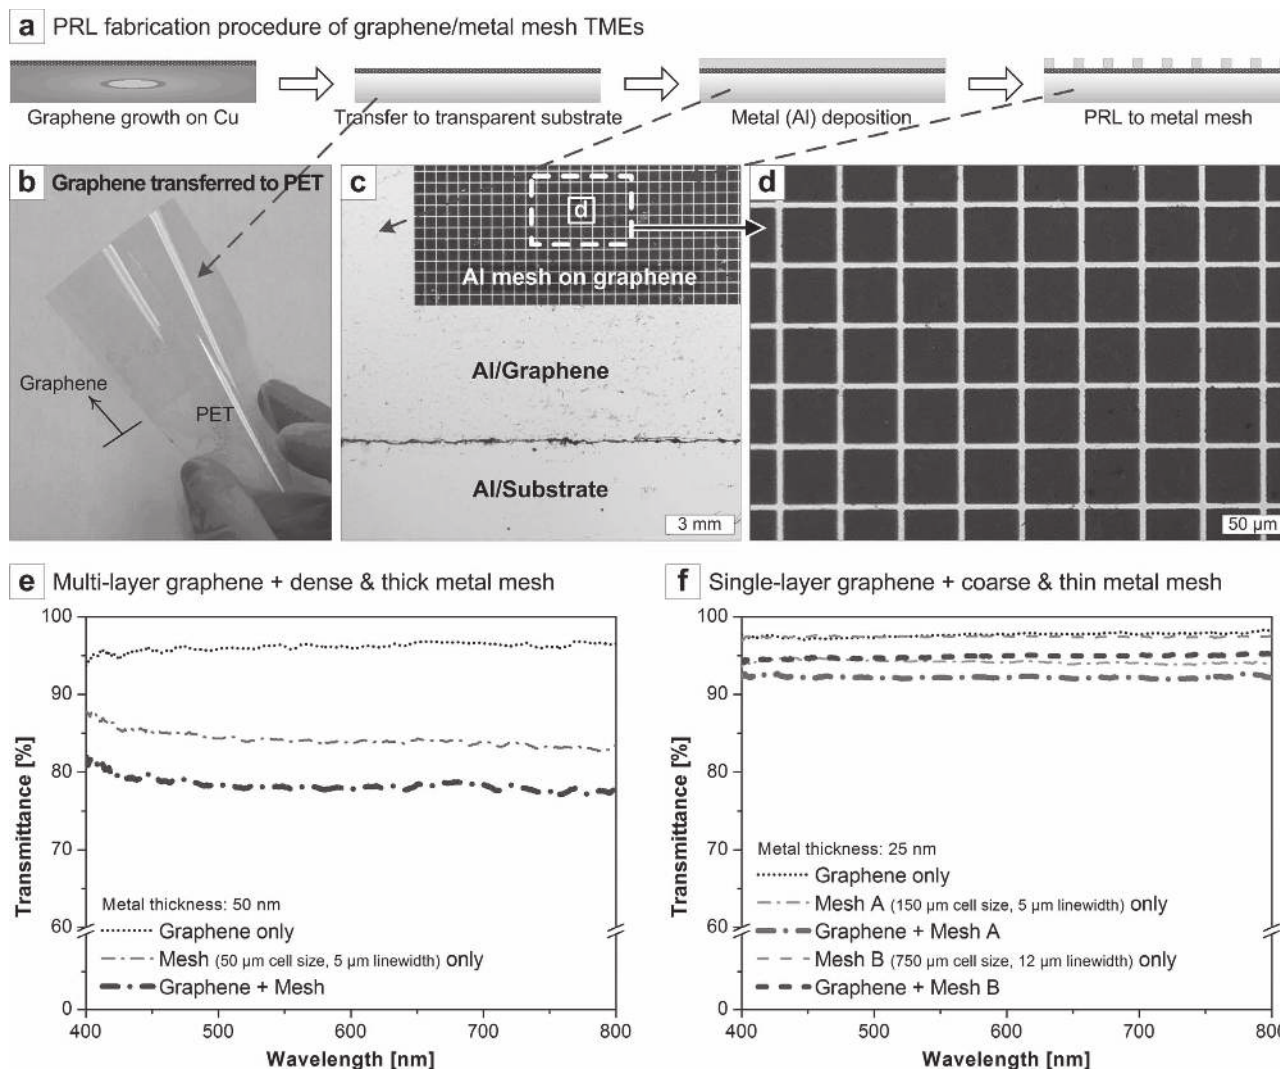 a PRL fabrication procedure of graphene/metal mesh TMEs
Graphene growth on Cu
Transfer to transparent substrate
Metal (Al) deposition
PRL to metal mesh
b Graphene transferred to PET
Graphene
PET
c
d
Al mesh on graphene
Al/Graphene
Al/Substrate
3 mm
d
50 μm
e Multi-layer graphene + dense & thick metal mesh
Transmittance [%]
100
90
80
70
60
0
Metal thickness: 50 nm
Graphene only
Mesh (50 μm cell size, 5 μm linewidth) only
Graphene + Mesh
400 500 600 700 800
Wavelength [nm]
f Single-layer graphene + coarse & thin metal mesh
Transmittance [%]
100
90
80
70
60
0
Metal thickness: 25 nm
Graphene only
Mesh A (150 μm cell size, 5 μm linewidth) only
Graphene + Mesh A
Mesh B (750 μm cell size, 12 μm linewidth) only
Graphene + Mesh B
400 500 600 700 800
Wavelength [nm]